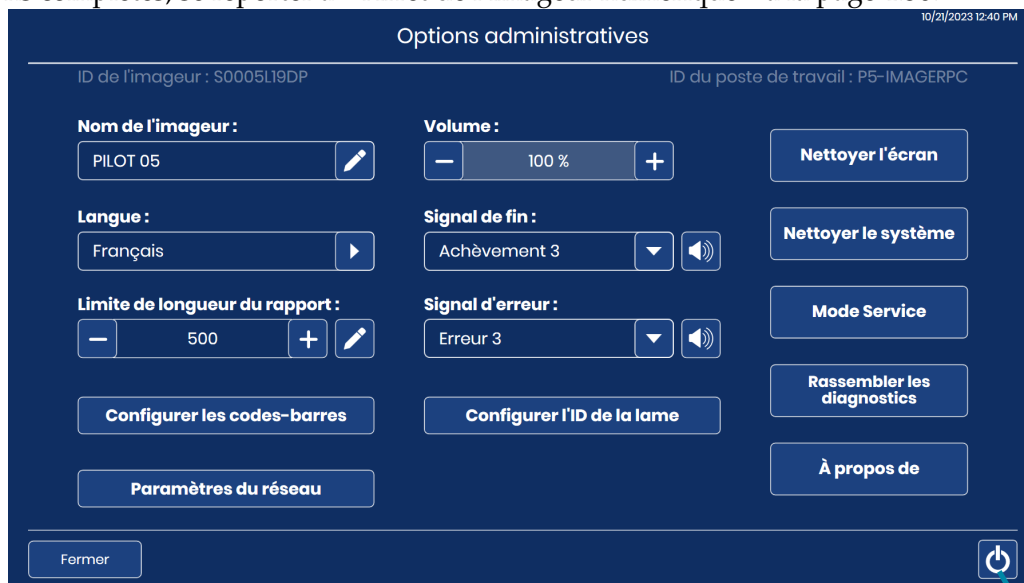 10/21/2023 12:40 PM
Options administratives
ID de l'imageur : S0005L19DP
ID du poste de travail : P5-IMAGERPC
Nom de l'imageur :
PILOT 05
Volume :
100 %
Nettoyer l'écran
Langue :
Français
Signal de fin :
Achèvement 3
Nettoyer le système
Limite de longueur du rapport :
500
Signal d'erreur :
Erreur 3
Mode Service
Rassembler les
diagnostics
Configurer les codes-barres
Configurer l'ID de la lame
À propos de
Paramètres du réseau
Fermer